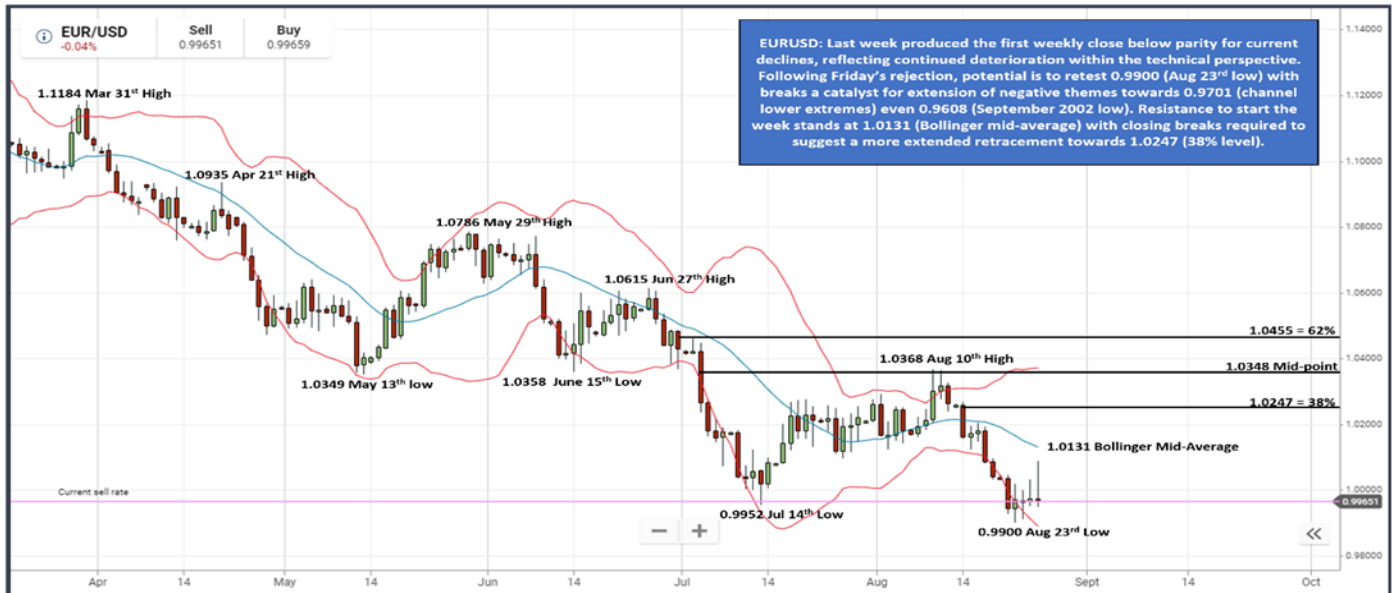 EUR/USD
-0.04%
Sell
0.99651
Buy
0.99659
EURUSD: Last week produced the first weekly close below parity for current
declines, reflecting continued deterioration within the technical perspective.
Following Friday's rejection, potential is to retest 0.9900 (Aug 23rd low) with
breaks a catalyst for extension of negative themes towards 0.9701 (channel
lower extremes) even 0.9608 (September 2002 low). Resistance to start the
week stands at 1.0131 (Bollinger mid-average) with closing breaks required to
suggest a more extended retracement towards 1.0247 (38% level).
1.1184 Mar 31st High
1.0935 Apr 21st High
1.0786 May 29th High
1.0615 Jun 27th High
1.0455 = 62%
1.0368 Aug 10th High
1.0348 Mid-point
1.0349 May 13th low
1.0358 June 15th Low
1.0247 = 38%
1.0131 Bollinger Mid-Average
Current sell rate
0.9952 Jul 14th Low
0.9900 Aug 23rd Low
1.14000
1.12000
1.10000
1.08000
1.06000
1.04000
1.02000
1.00000
0.99651
0.98000
Apr
14
May
14
Jun
14
Jul
14
Aug
14
Sept
14
Oct